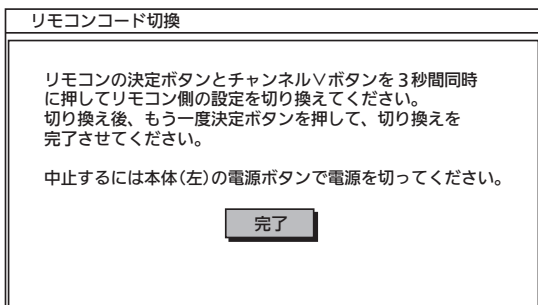 リモコンコード切換
リモコンの決定ボタンとチャンネル∨ボタンを3秒間同時
に押してリモコン側の設定を切り換えてください。
切り換え後、もう一度決定ボタンを押して、切り換えを
完了させてください。
中止するには本体(左)の電源ボタンで電源を切ってください。
完了